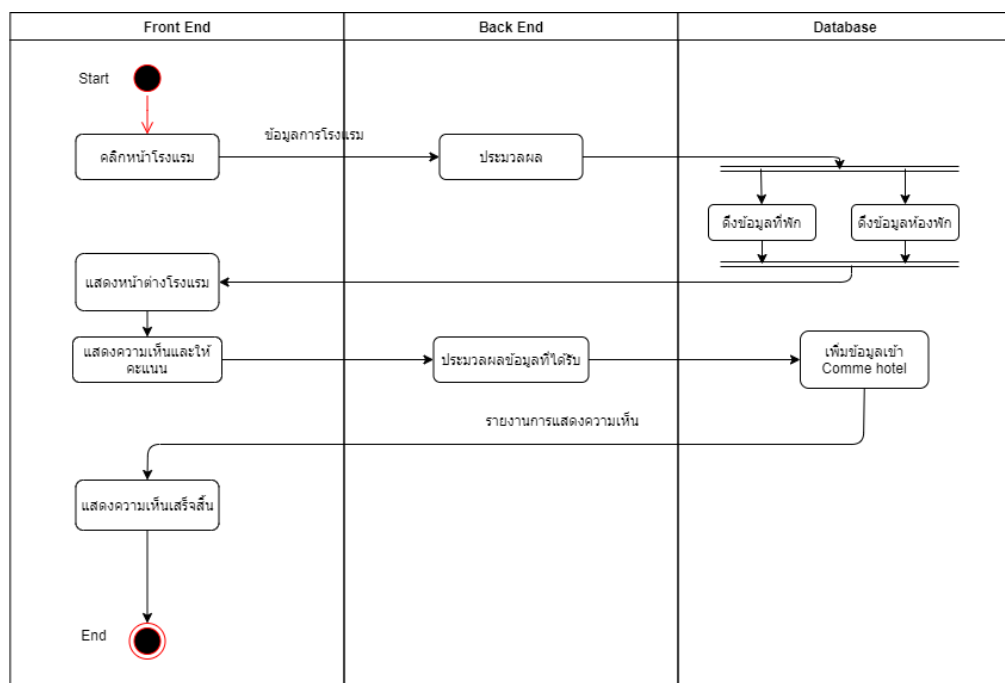 Front End
Back End
Database
Start
ข้อมูลการโรงแรม
คลิกหน้าโรงแรม
ประมวลผล
ดึงข้อมูลที่พัก
ดึงข้อมูลห้องพัก
แสดงหน้าต่างโรงแรม
แสดงความเห็นและให้
คะแนน
ประมวลผลข้อมูลที่ได้รับ
เพิ่มข้อมูลเข้า
Comme hotel
รายงานการแสดงความเห็น
แสดงความเห็นเสร็จสิ้น
End